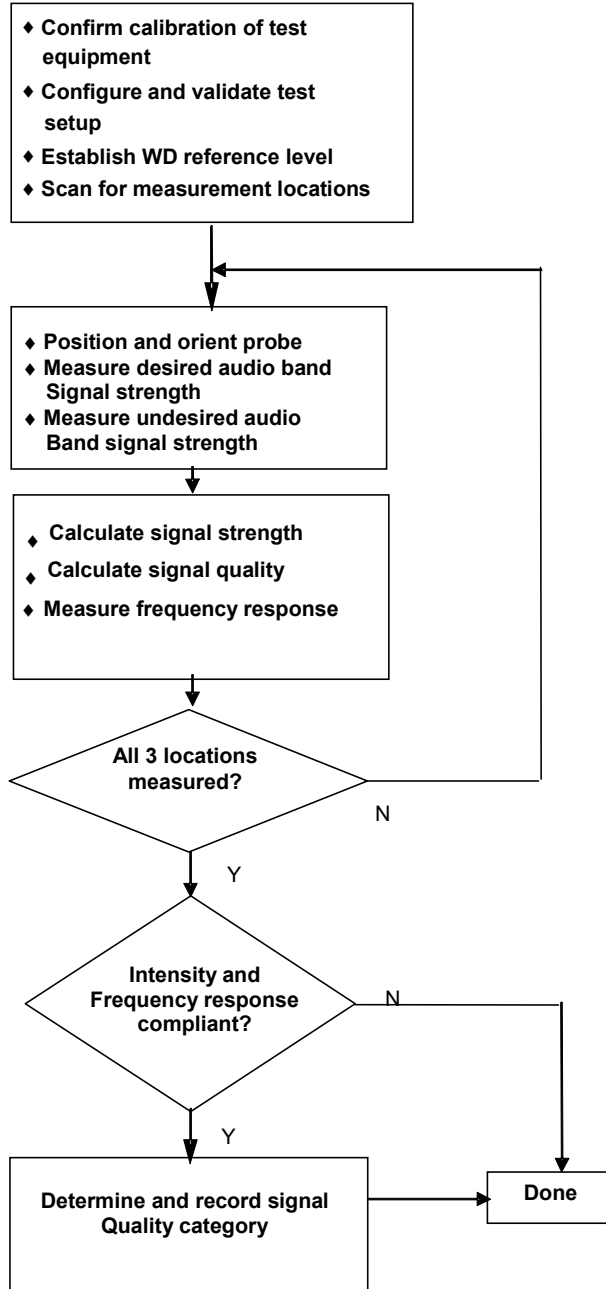 ♦ Confirm calibration of test
equipment
♦ Configure and validate test
setup
♦ Establish WD reference level
♦ Scan for measurement locations
♦ Position and orient probe
♦ Measure desired audio band
Signal strength
♦ Measure undesired audio
Band signal strength
♦ Calculate signal strength
♦ Calculate signal quality
♦ Measure frequency response
All 3 locations
measured?
N
Y
Intensity and
Frequency response
compliant?
N
Y
Determine and record signal
Quality category
Done